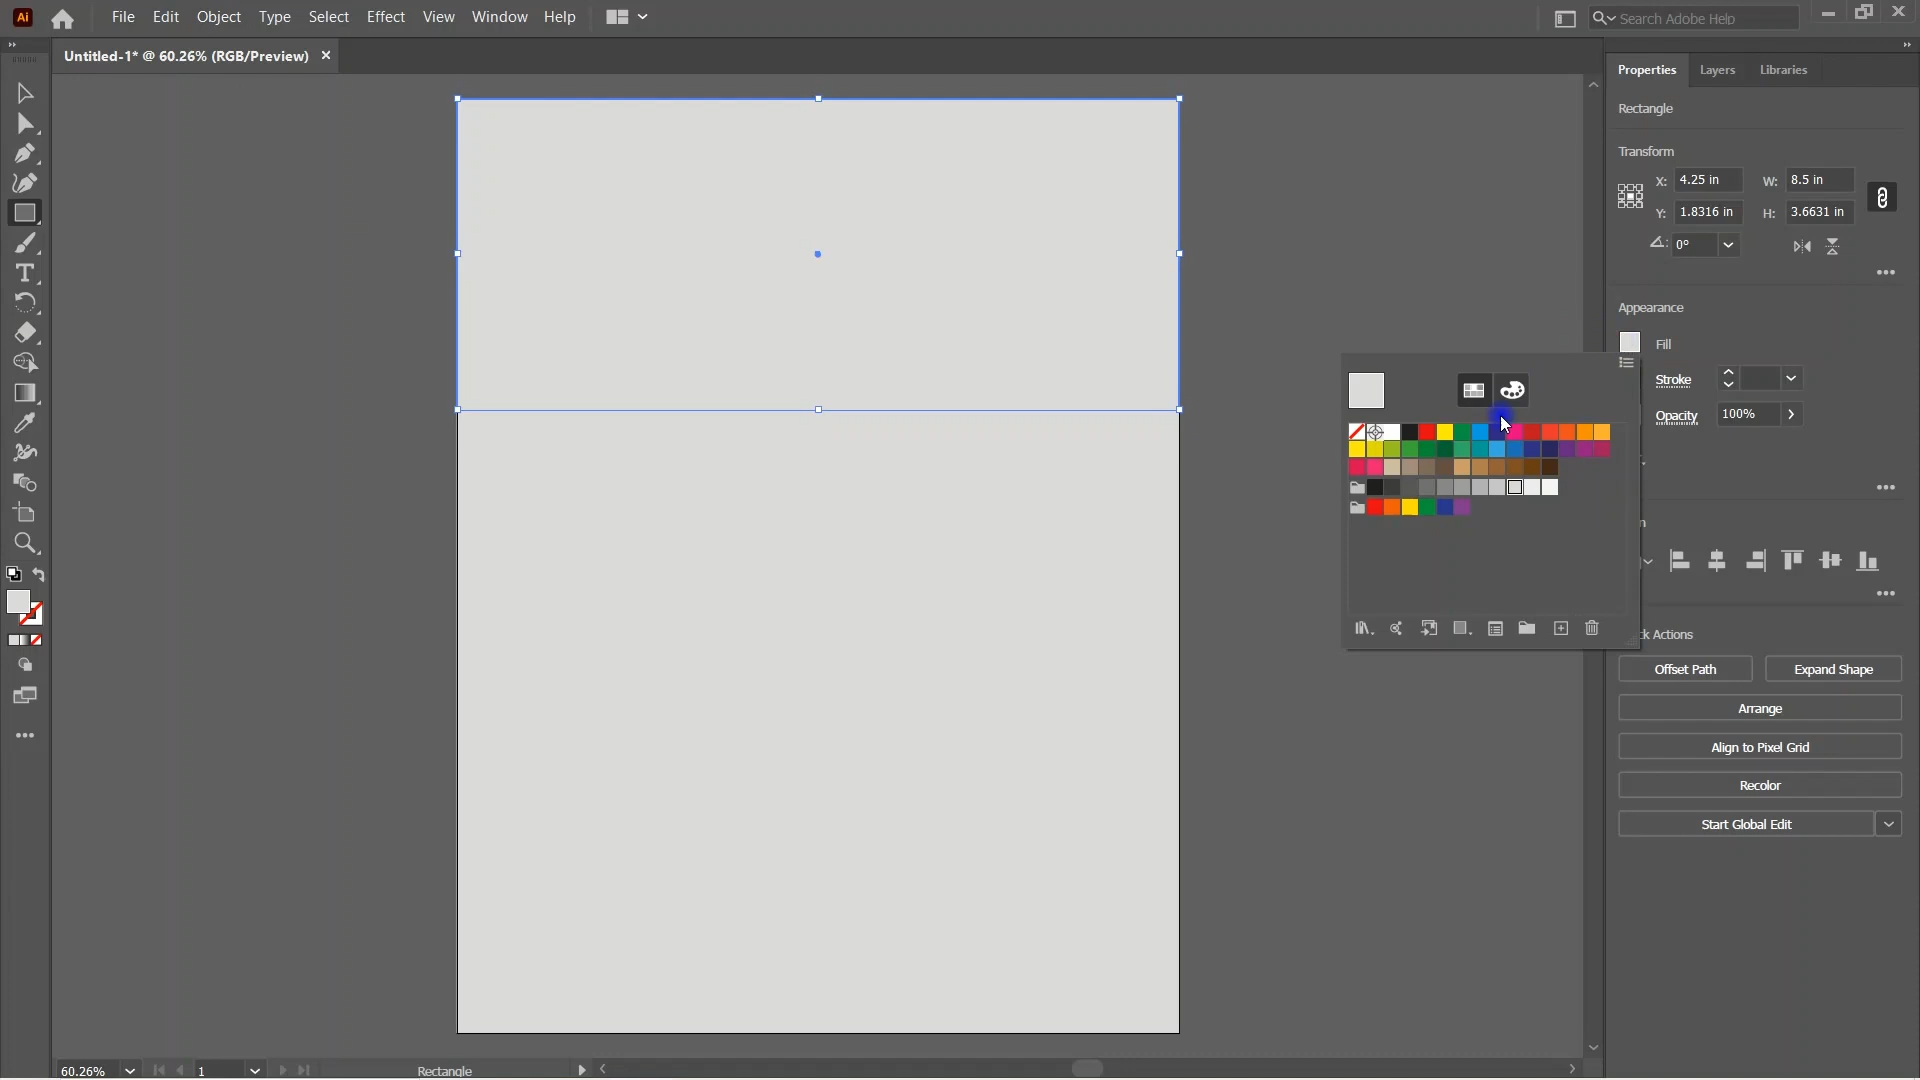 Ai File Edit Object Type Select Effect View Window Help Search Adobe Help
Untitled-1* @ 60.26% (RGB/Preview)
Properties Layers Libraries
Rectangle
Transform
X: 4.25 in W: 8.5 in
Y: 1.8316 in H: 3.6631 in
0°
Appearance
Fill
Stroke
Opacity 100%
n
ck Actions
Offset Path Expand Shape
Arrange
Align to Pixel Grid
Recolor
Start Global Edit
60.26% 1 Rectangle